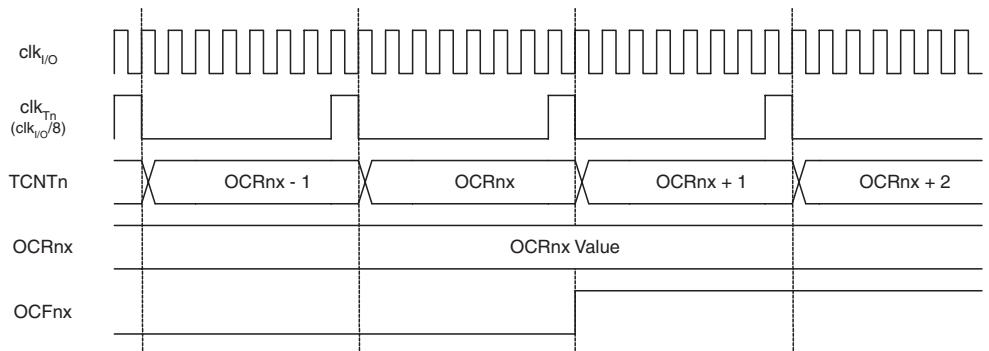 clkI/O
clkTn
(clkI/O/8)
TCNTn
OCRnx - 1
OCRnx
OCRnx + 1
OCRnx + 2
OCRnx
OCRnx Value
OCFnx